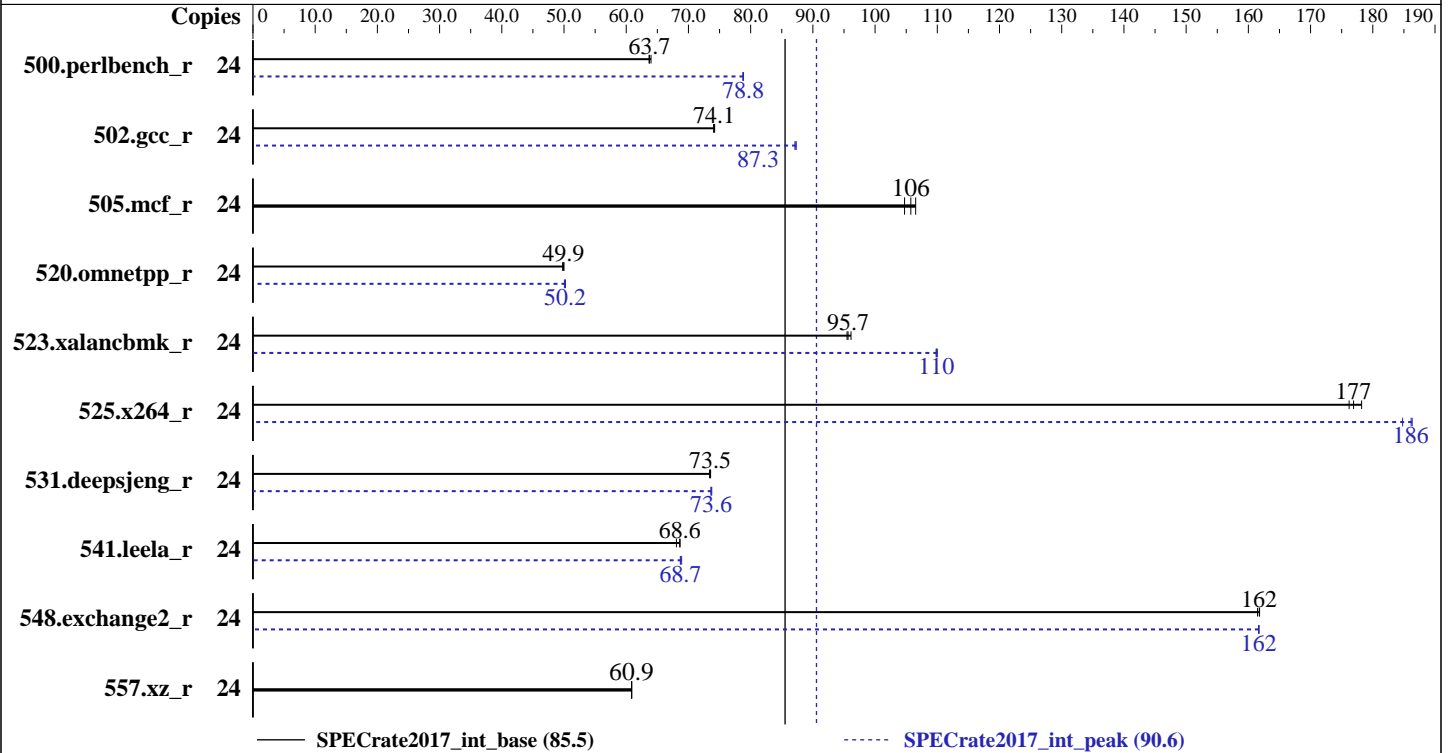 Copies 0 10.0 20.0 30.0 40.0 50.0 60.0 70.0 80.0 90.0 100 110 120 130 140 150 160 170 180 190
63.7
500.perlbench_r 24
78.8
74.1
502.gcc_r 24
87.3
106
505.mcf_r 24
49.9
520.omnetpp_r 24
50.2
95.7
523.xalancbmk_r 24
110
177
525.x264_r 24
186
73.5
531.deepsjeng_r 24
73.6
68.6
541.leela_r 24
68.7
162
548.exchange2_r 24
162
60.9
557.xz_r 24
SPECrate2017_int_base (85.5) SPECrate2017_int_peak (90.6)